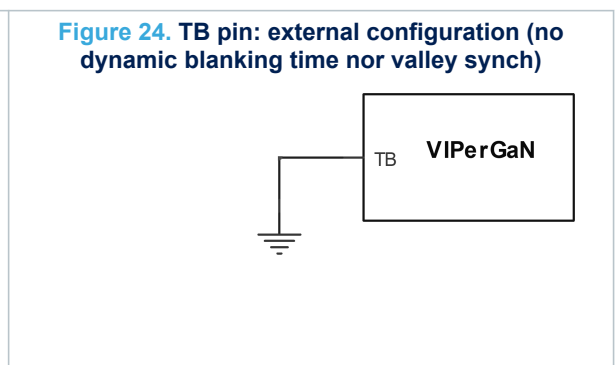 Figure 24. TB pin: external configuration (no
dynamic blanking time nor valley synch)
TB VIPerGaN